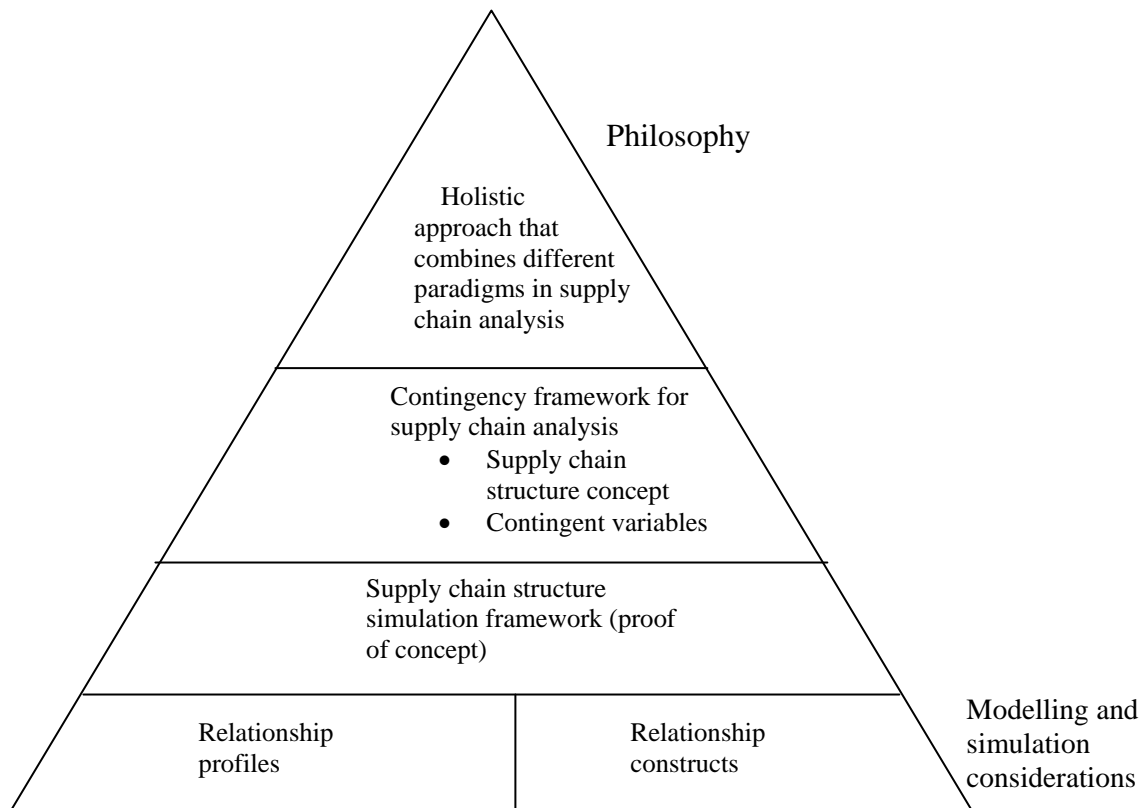 Philosophy
Holistic
approach that
combines different
paradigms in supply
chain analysis
Contingency framework for
supply chain analysis
• Supply chain
structure concept
• Contingent variables
Supply chain structure
simulation framework (proof
of concept)
Relationship
profiles
Relationship
constructs
Modelling and
simulation
considerations